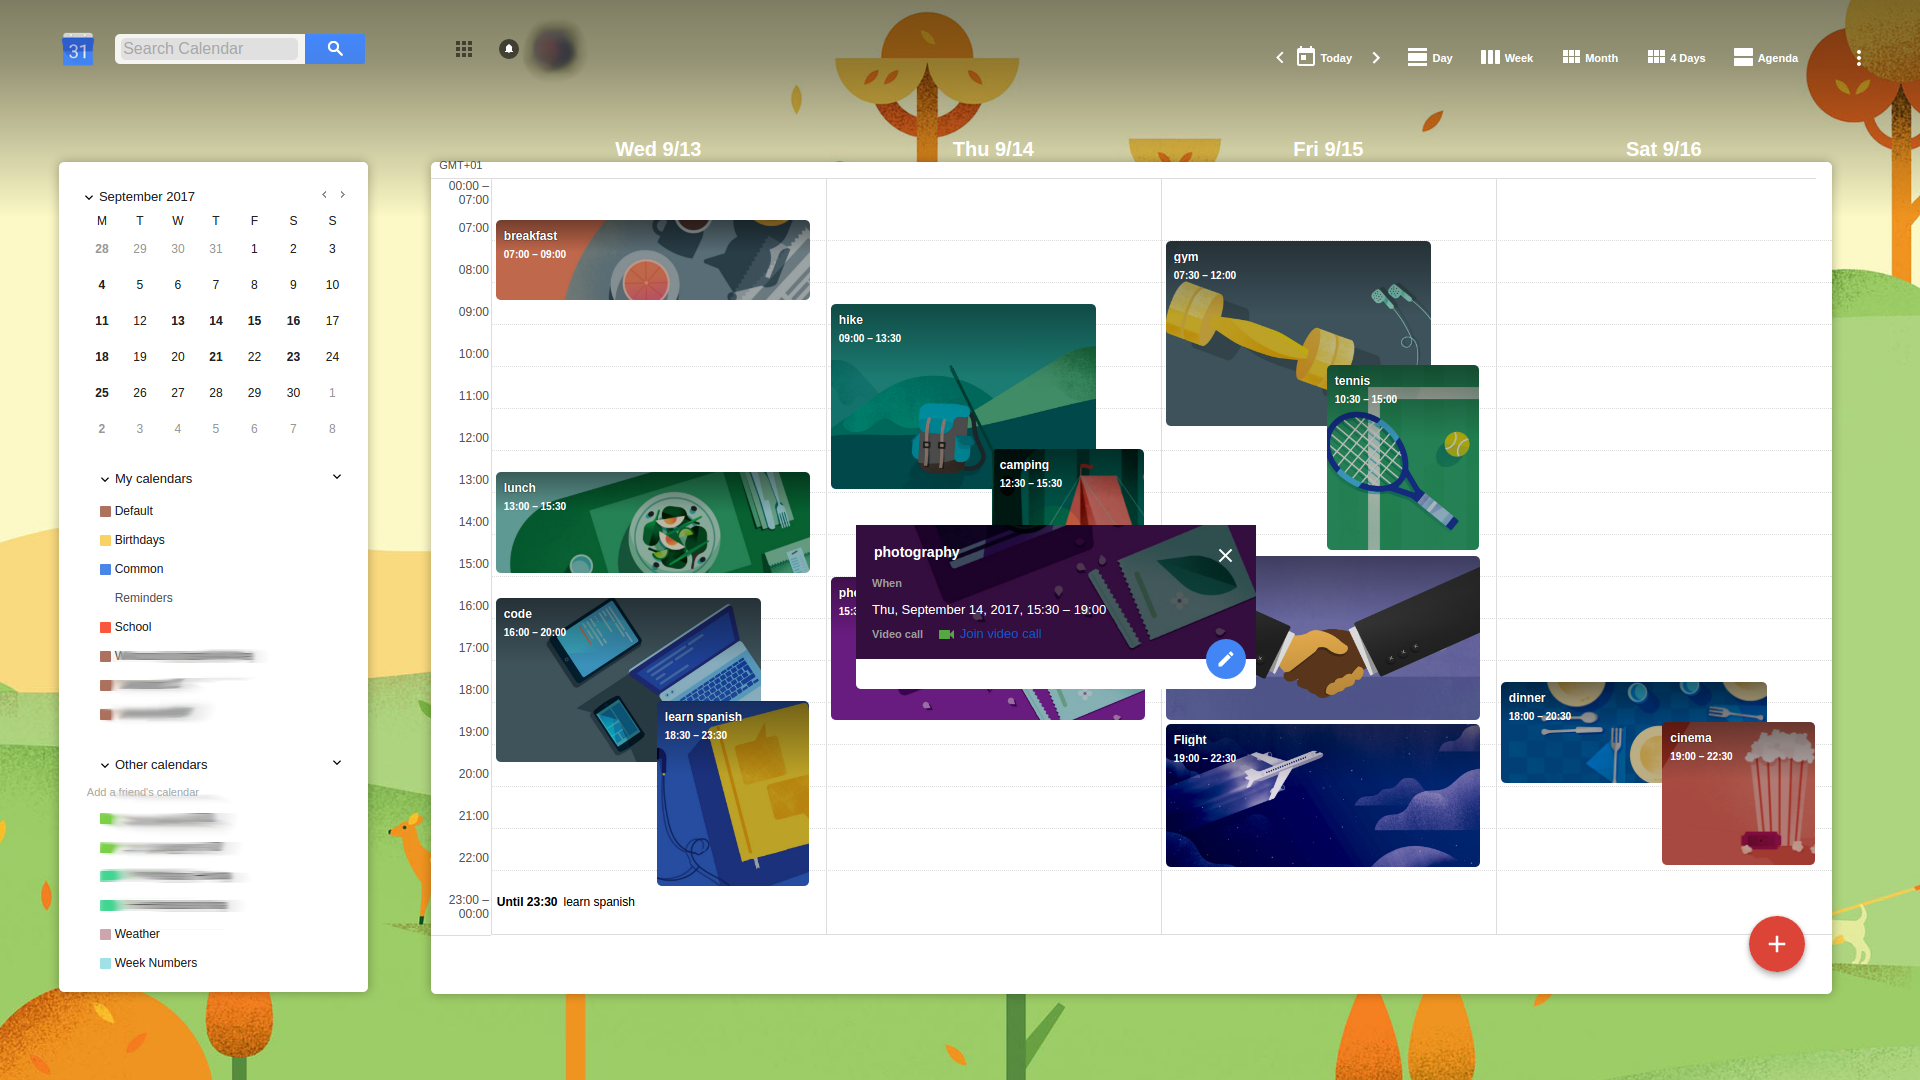 31
Search Calendar
Today
Day
Week
Month
4 Days
Agenda
Wed 9/13
Thu 9/14
Fri 9/15
Sat 9/16
September 2017
M T W T F S S
28 29 30 31 1 2 3
4 5 6 7 8 9 10
11 12 13 14 15 16 17
18 19 20 21 22 23 24
25 26 27 28 29 30 1
2 3 4 5 6 7 8
My calendars
Default
Birthdays
Common
Reminders
School
Other calendars
Add a friend's calendar
Weather
Week Numbers
GMT+01
00:00 –
07:00
07:00
08:00
09:00
10:00
11:00
12:00
13:00
14:00
15:00
16:00
17:00
18:00
19:00
20:00
21:00
22:00
23:00 –
00:00
breakfast
07:00 – 09:00
lunch
13:00 – 15:30
code
16:00 – 20:00
learn spanish
18:30 – 23:30
Until 23:30 learn spanish
hike
09:00 – 13:30
camping
12:30 – 15:30
pho
15:3
photography
When
Thu, September 14, 2017, 15:30 – 19:00
Video call Join video call
gym
07:30 – 12:00
tennis
10:30 – 15:00
Flight
19:00 – 22:30
dinner
18:00 – 20:30
cinema
19:00 – 22:30